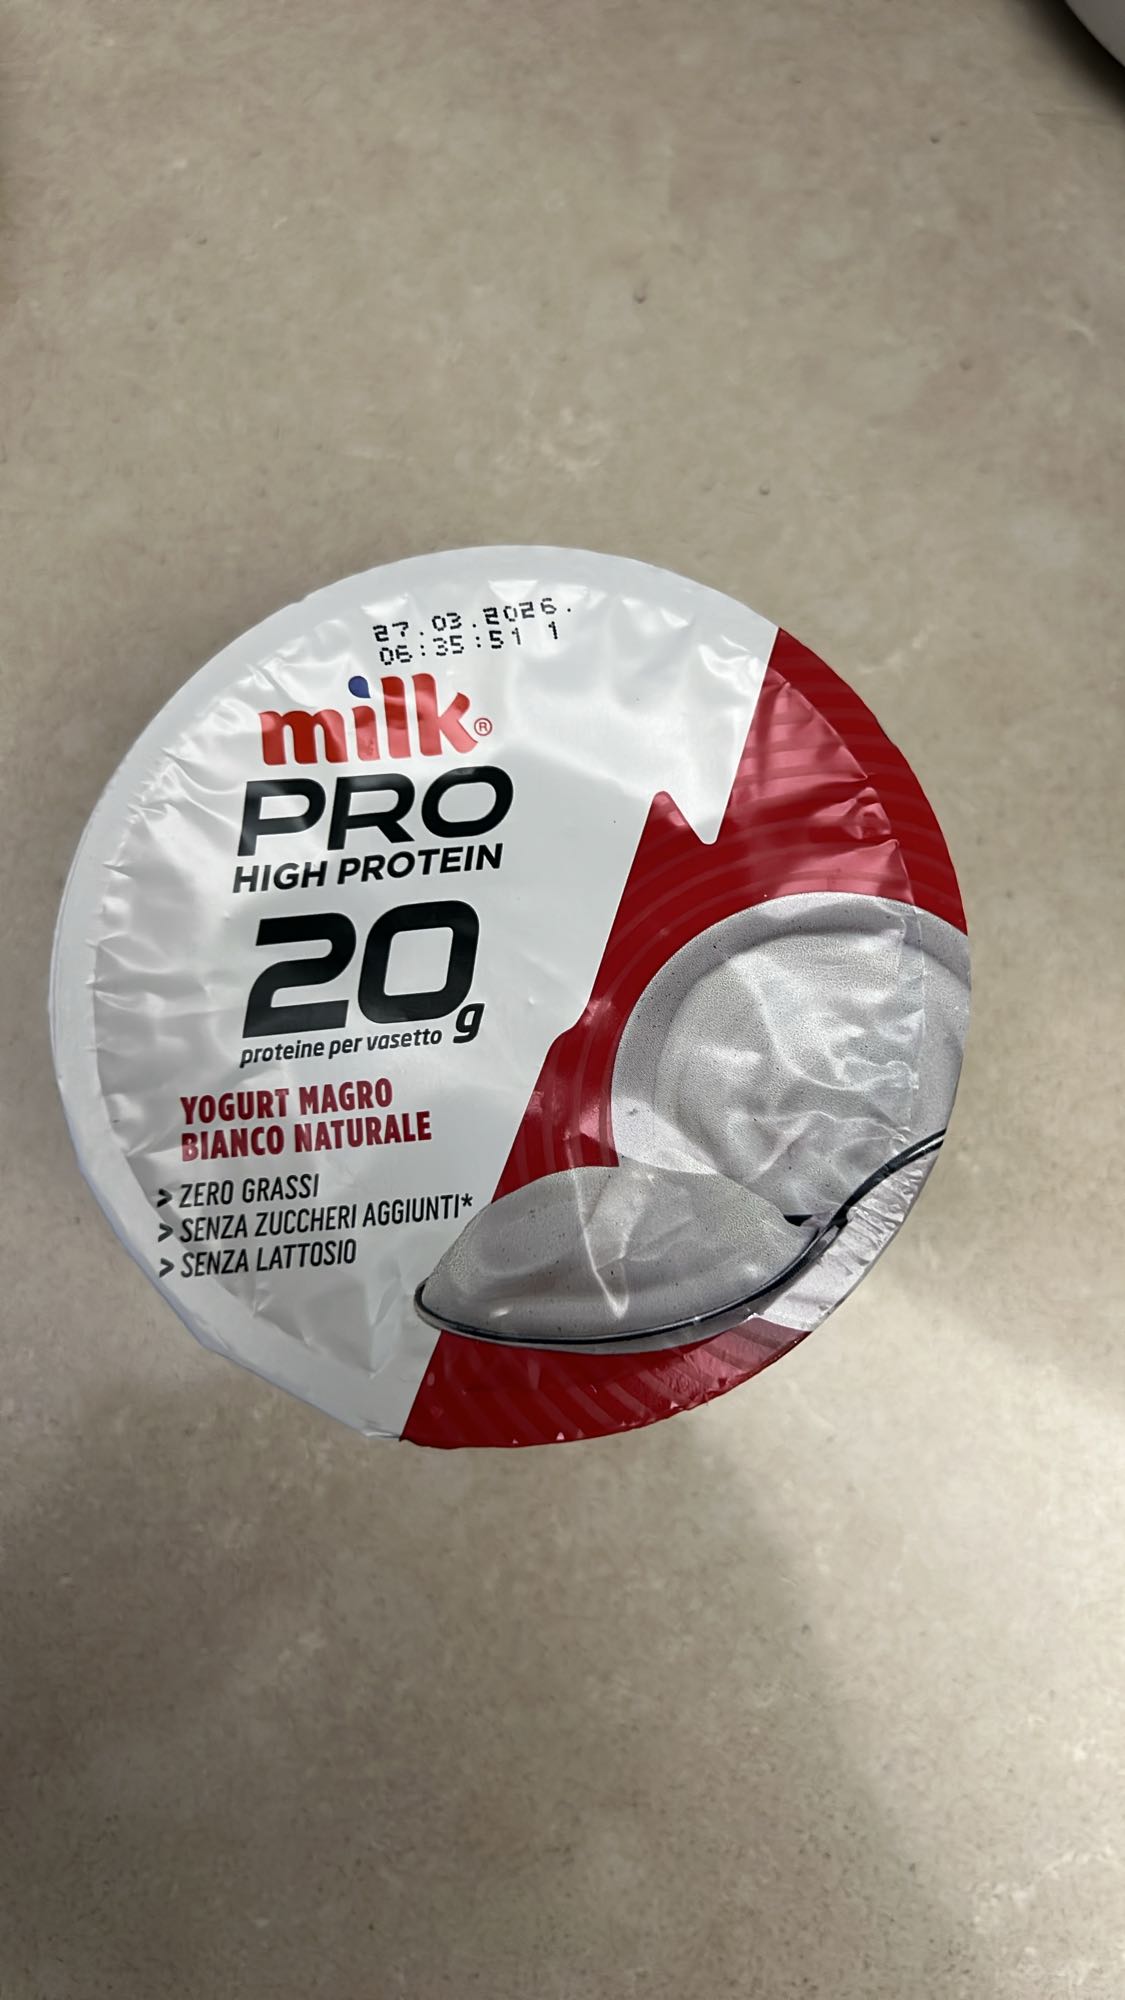 27.03.2026.
06:35:51 1
milk®
PRO
HIGH PROTEIN
20g
proteine per vasetto
YOGURT MAGRO
BIANCO NATURALE
> ZERO GRASSI
> SENZA ZUCCHERI AGGIUNTI*
> SENZA LATTOSIO